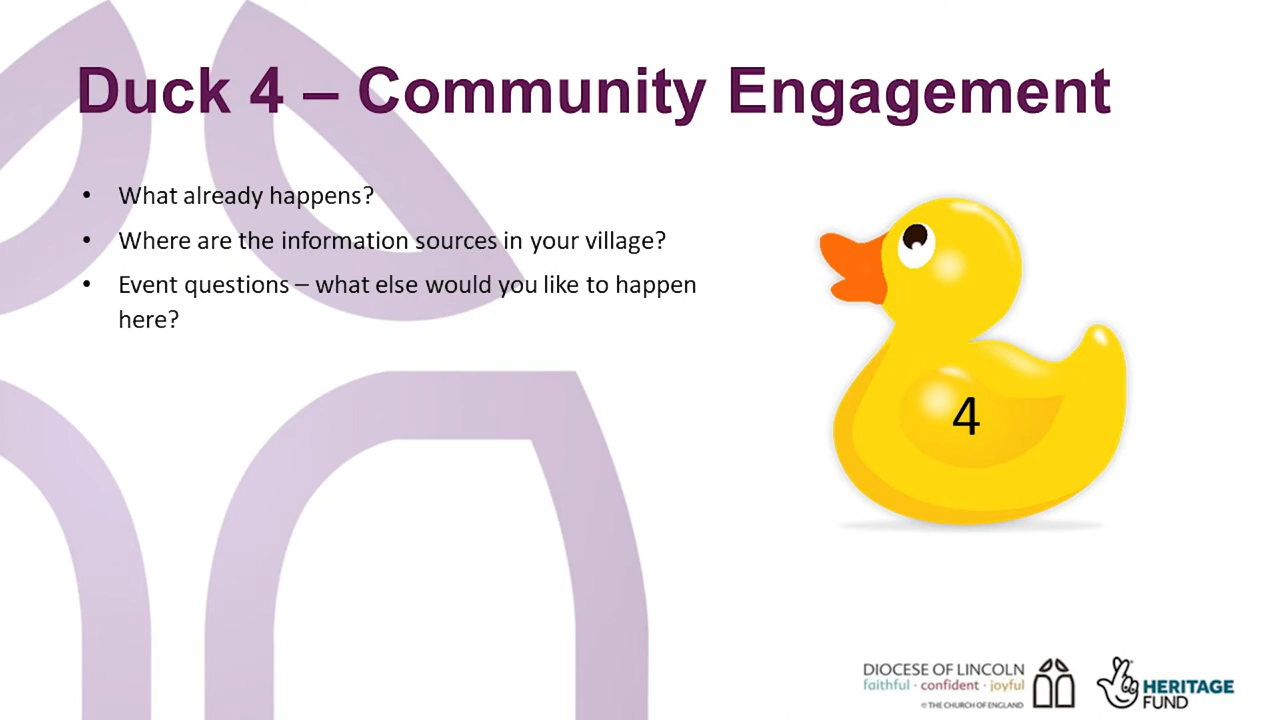 Duck 4 – Community Engagement
• What already happens?
• Where are the information sources in your village?
• Event questions – what else would you like to happen
here?
4
DIOCESE OF LINCOLN
faithful · confident · joyful
© THE CHURCH OF ENGLAND
HERITAGE
FUND